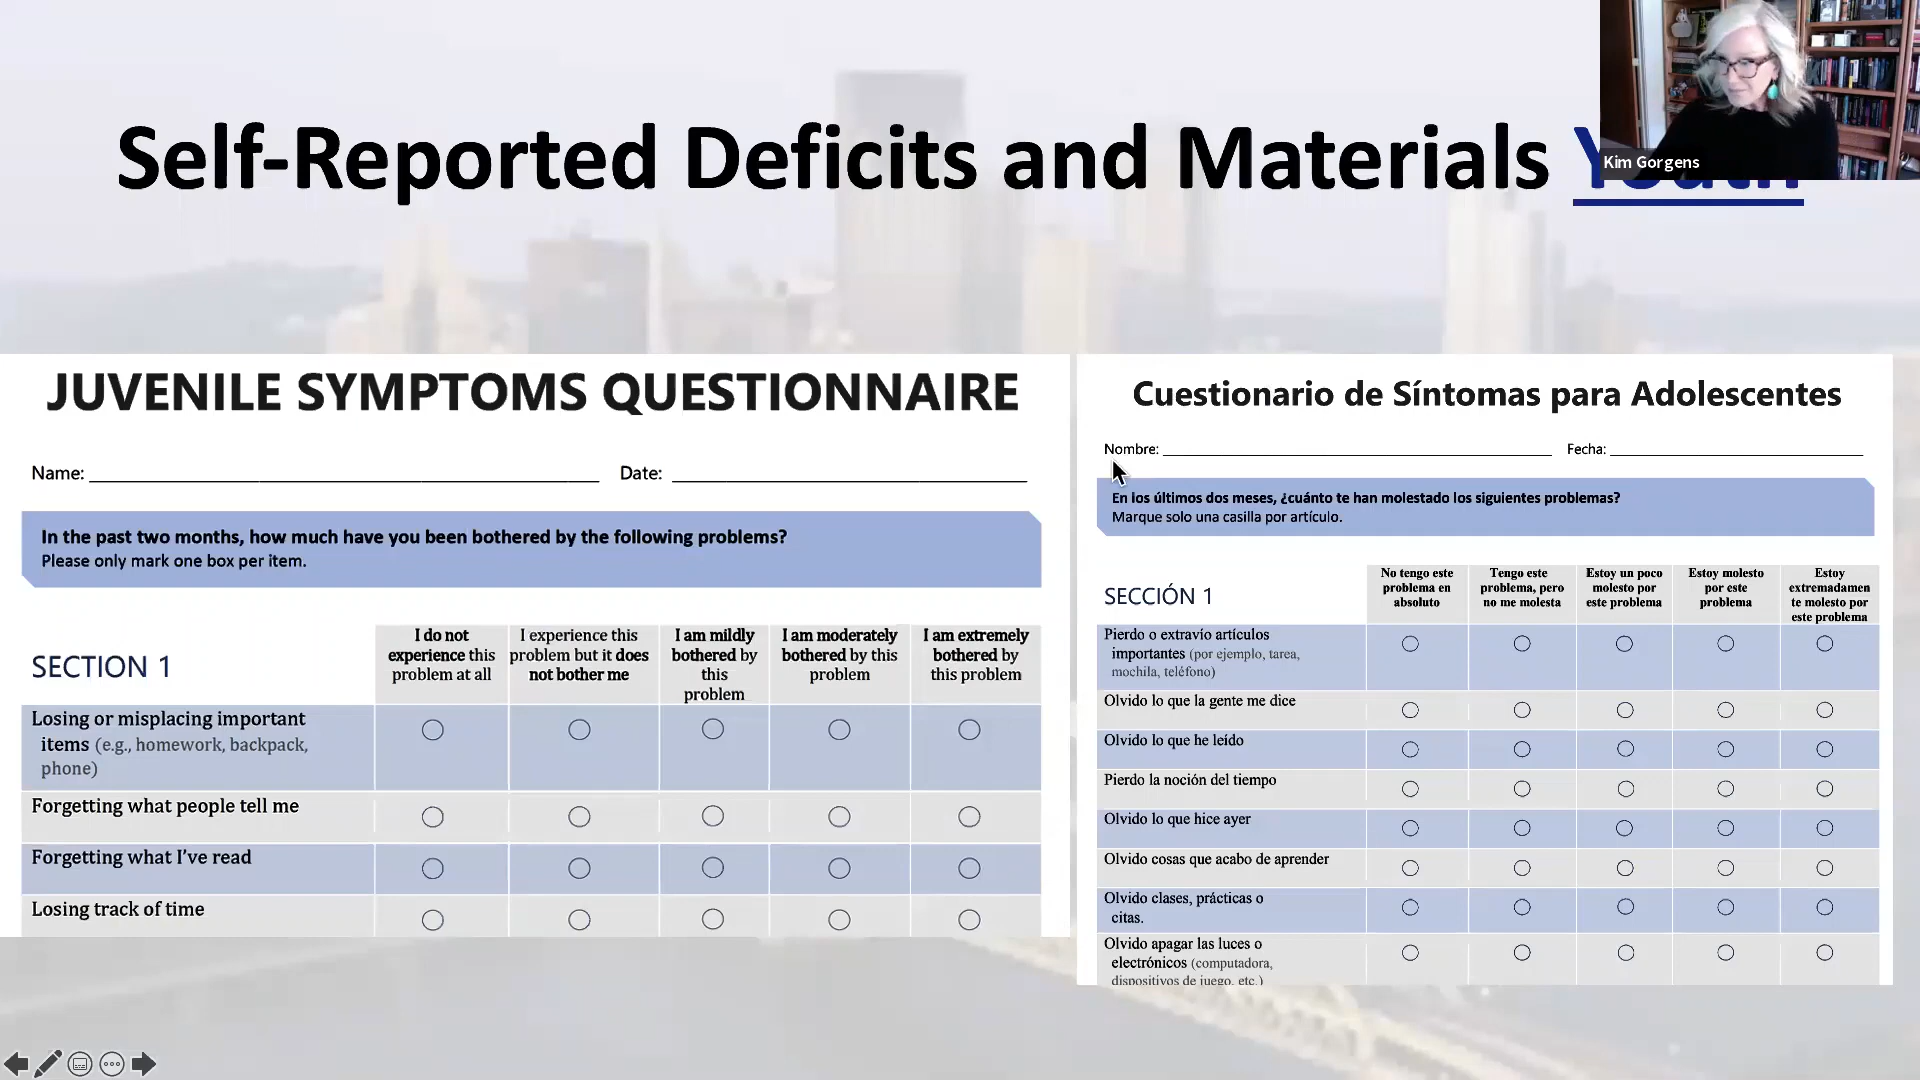 Self-Reported Deficits and Materials Youth
Kim Gorgens
JUVENILE SYMPTOMS QUESTIONNAIRE
Name:
Date:
In the past two months, how much have you been bothered by the following problems?
Please only mark one box per item.
SECTION 1
I do not
experience this
problem at all
I experience this
problem but it does
not bother me
I am mildly
bothered by
this
problem
I am moderately
bothered by this
problem
I am extremely
bothered by
this problem
Losing or misplacing important
items (e.g., homework, backpack,
phone)
Forgetting what people tell me
Forgetting what I’ve read
Losing track of time
Cuestionario de Síntomas para Adolescentes
Nombre:
Fecha:
En los últimos dos meses, ¿cuánto te han molestado los siguientes problemas?
Marque solo una casilla por artículo.
SECCIÓN 1
No tengo este
problema en
absoluto
Tengo este
problema, pero
no me molesta
Estoy un poco
molesto por
este problema
Estoy molesto
por este
problema
Estoy
extremadamen
te molesto por
este problema
Pierdo o extravío artículos
importantes (por ejemplo, tarea,
mochila, teléfono)
Olvido lo que la gente me dice
Olvido lo que he leído
Pierdo la noción del tiempo
Olvido lo que hice ayer
Olvido cosas que acabo de aprender
Olvido clases, prácticas o
citas.
Olvido apagar las luces o
electrónicos (computadora,
dispositivos de juego, etc.)